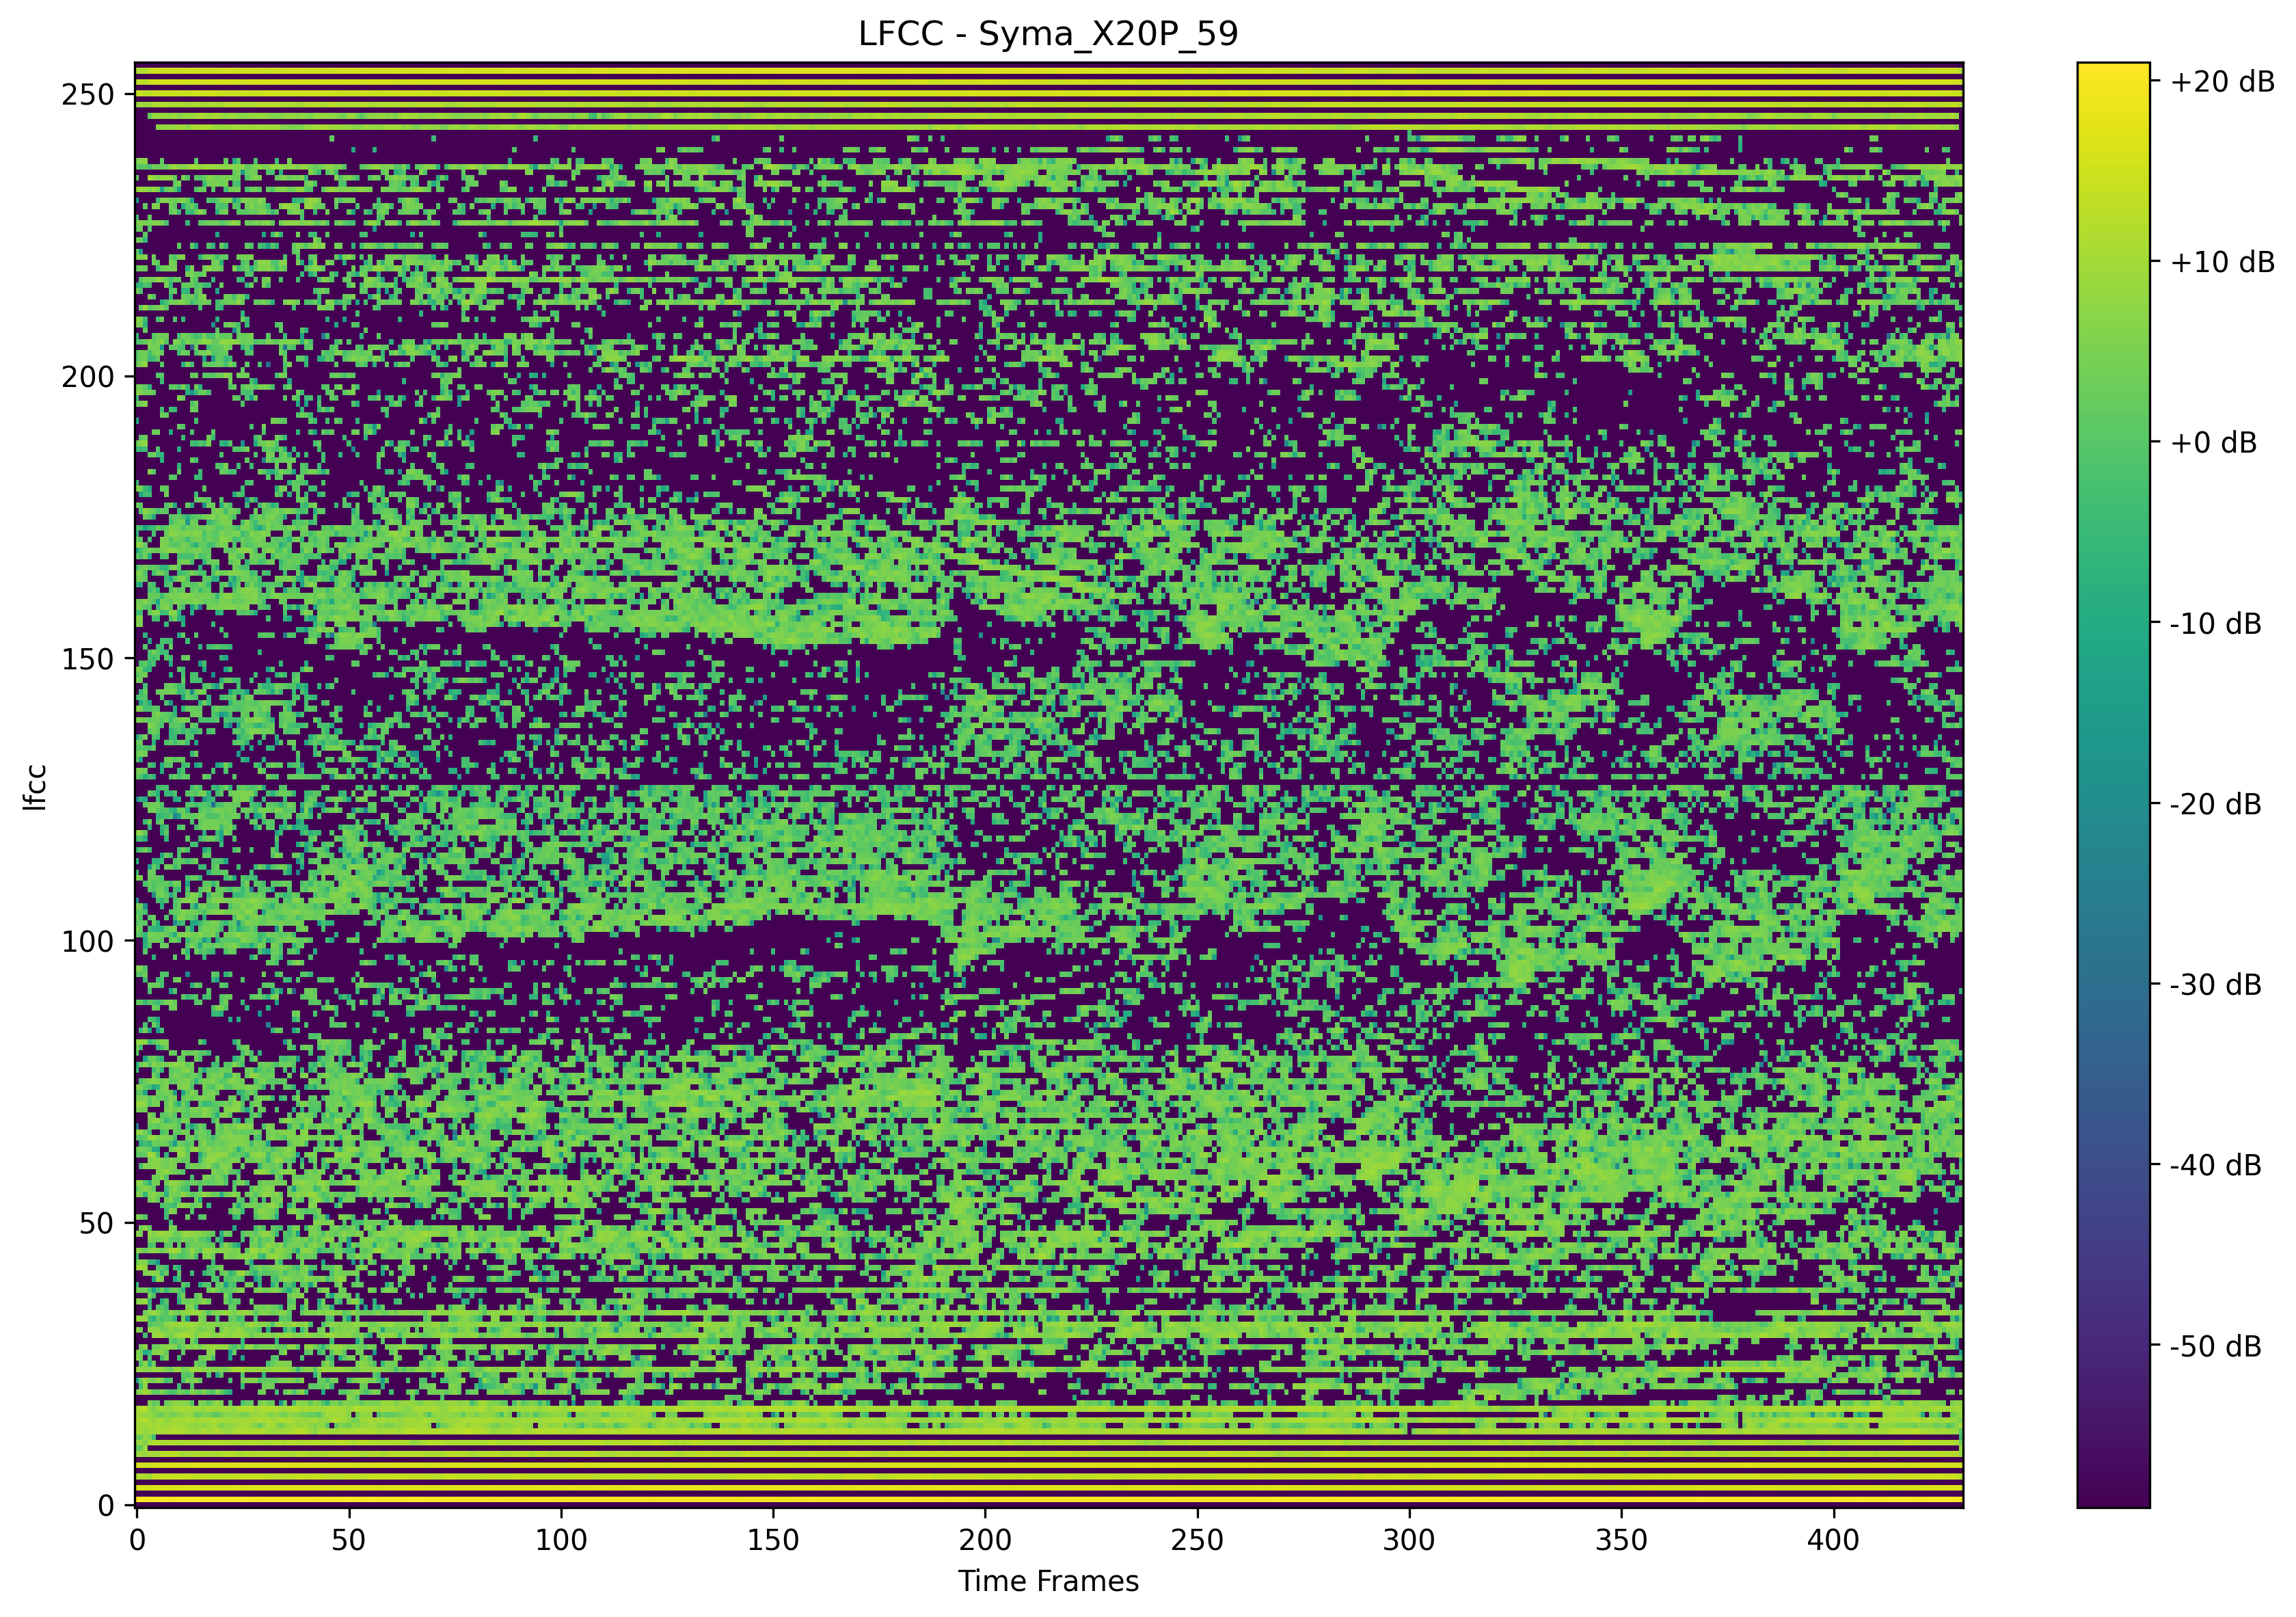 LFCC - Syma_X20P_59
250
200
150
100
50
0
lfcc
0 50 100 150 200 250 300 350 400
Time Frames
+20 dB
+10 dB
+0 dB
-10 dB
-20 dB
-30 dB
-40 dB
-50 dB